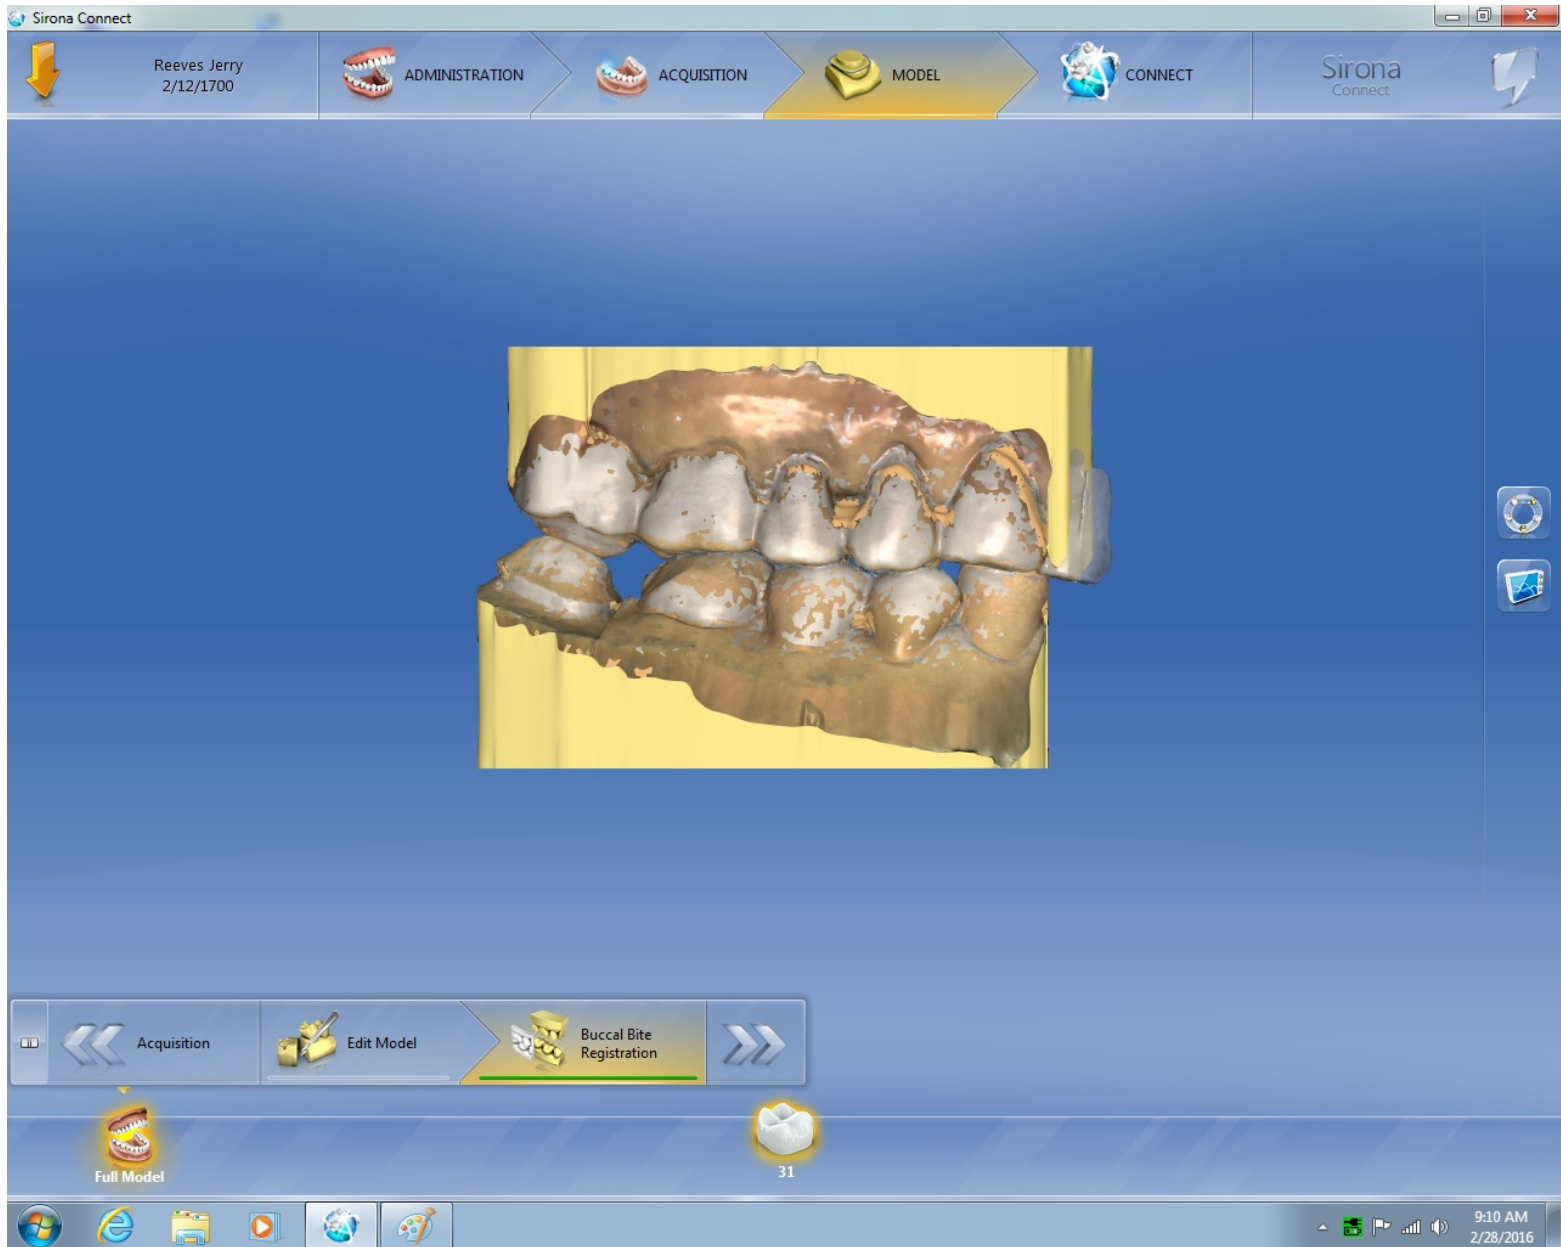 Sirona Connect
Reeves Jerry
2/12/1700
ADMINISTRATION
ACQUISITION
MODEL
CONNECT
Sirona
Connect
Acquisition
Edit Model
Buccal Bite
Registration
Full Model
31
9:10 AM
2/28/2016